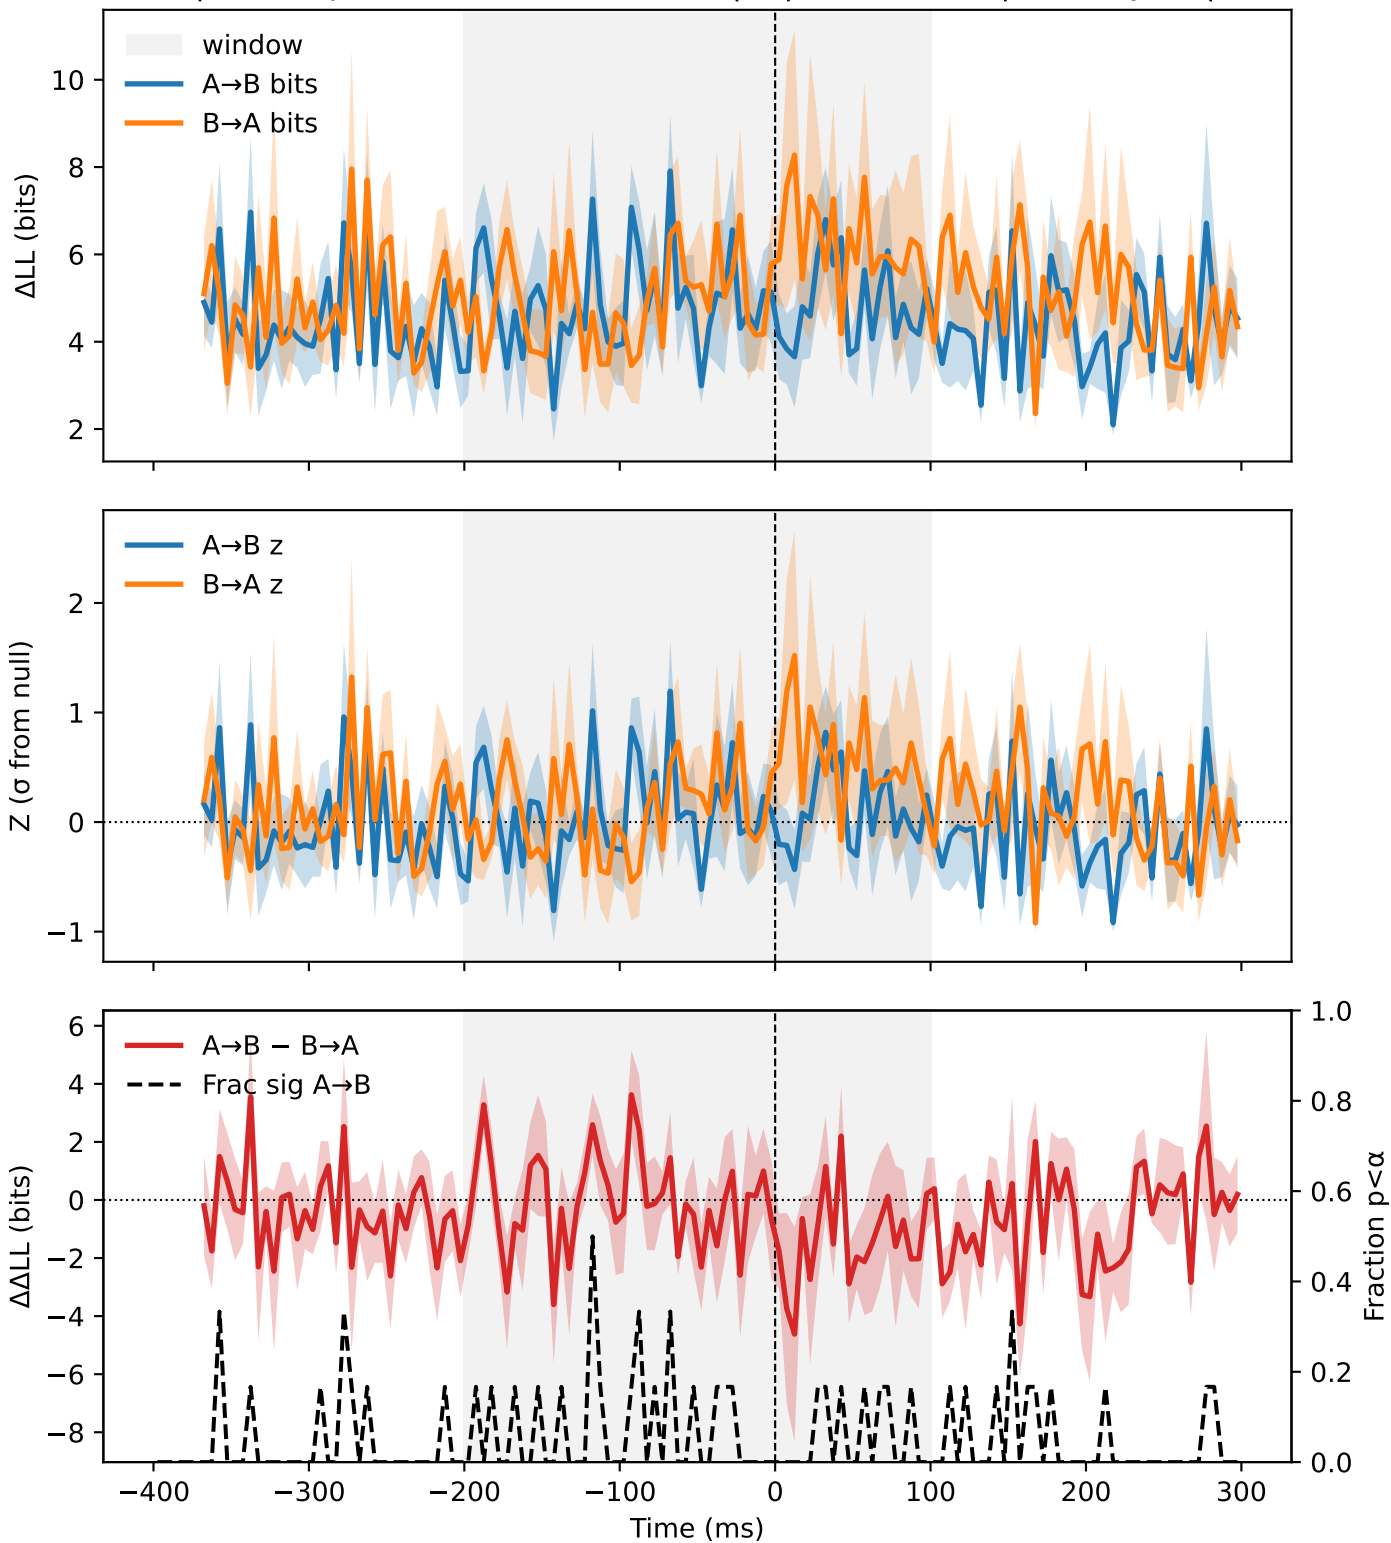 window
A→B bits
B→A bits
ΔLL (bits)
10
8
6
4
2
A→B z
B→A z
Z (σ from null)
2
1
0
−1
A→B − B→A
Frac sig A→B
ΔΔLL (bits)
6
4
2
0
−2
−4
−6
−8
1.0
0.8
0.6
0.4
0.2
0.0
Fraction p<α
−400 −300 −200 −100 0 100 200 300
Time (ms)